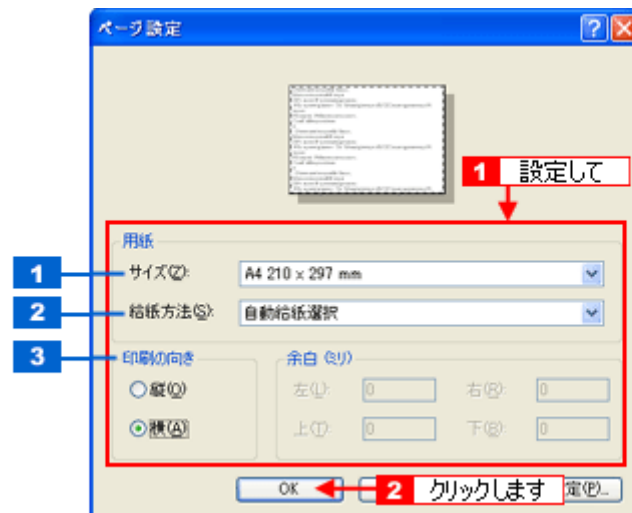 ページ設定
1 設定して
用紙
1 サイズ(Z): A4 210 x 297 mm
2 給紙方法(S): 自動給紙選択
3 印刷の向き
縦(O)
横(A)
余白 (ミリ)
左(L): 0 右(R): 0
上(T): 0 下(B): 0
OK 2 クリックします 定(P)...